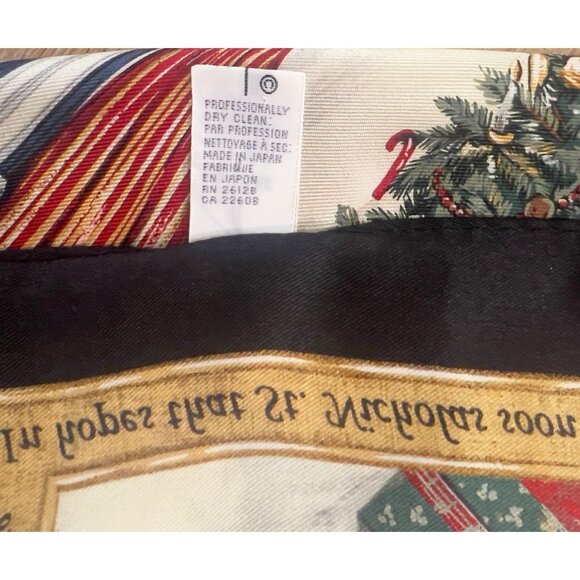 Ⓒ
PROFESSIONALLY
DRY CLEAN:
PAR PROFESSION
NETTOYAGE À SEC:
MADE IN JAPAN
FABRIQUE
EN JAPON
RN 26128
CA 22608
In hopes that St. Nicholas soon